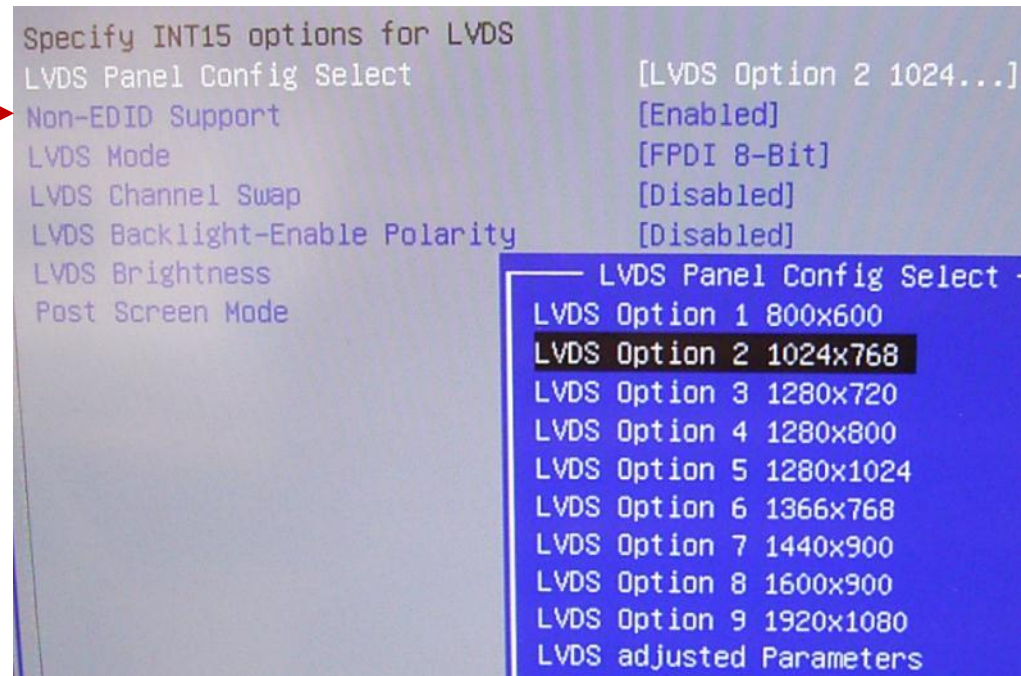 Specify INT15 options for LVDS
LVDS Panel Config Select [LVDS Option 2 1024...]
Non-EDID Support [Enabled]
LVDS Mode [FPDI 8-Bit]
LVDS Channel Swap [Disabled]
LVDS Backlight-Enable Polarity [Disabled]
LVDS Brightness
Post Screen Mode
LVDS Panel Config Select
LVDS Option 1 800x600
LVDS Option 2 1024x768
LVDS Option 3 1280x720
LVDS Option 4 1280x800
LVDS Option 5 1280x1024
LVDS Option 6 1366x768
LVDS Option 7 1440x900
LVDS Option 8 1600x900
LVDS Option 9 1920x1080
LVDS adjusted Parameters